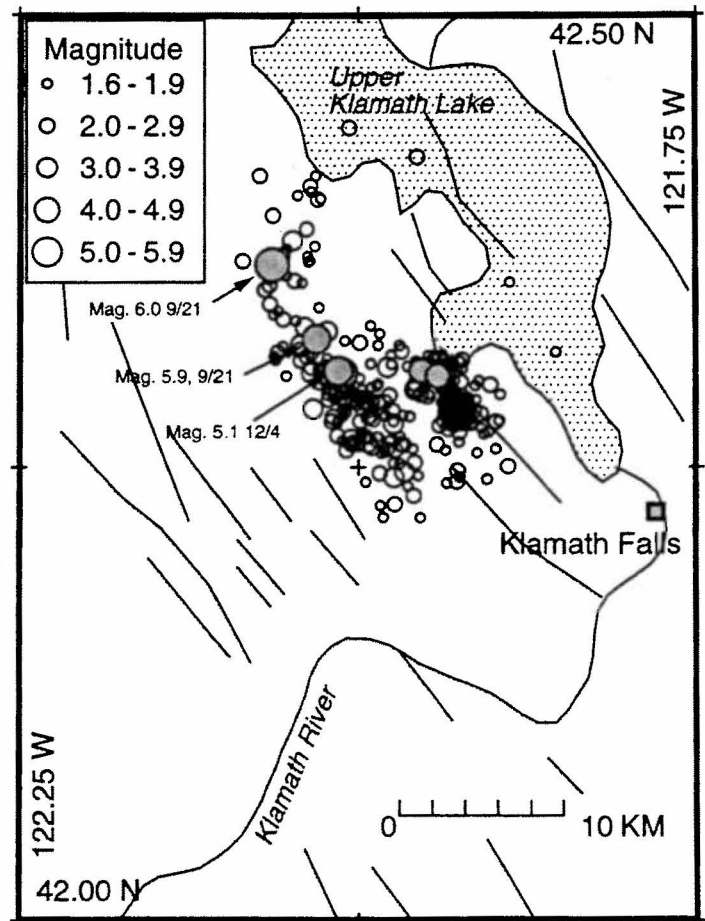 Magnitude
1.6 - 1.9
2.0 - 2.9
3.0 - 3.9
4.0 - 4.9
5.0 - 5.9
42.50 N
121.75 W
Upper
Klamath Lake
Mag. 6.0 9/21
Mag. 5.9, 9/21
Mag. 5.1 12/4
Klamath Falls
Klamath River
122.25 W
42.00 N
0 10 KM